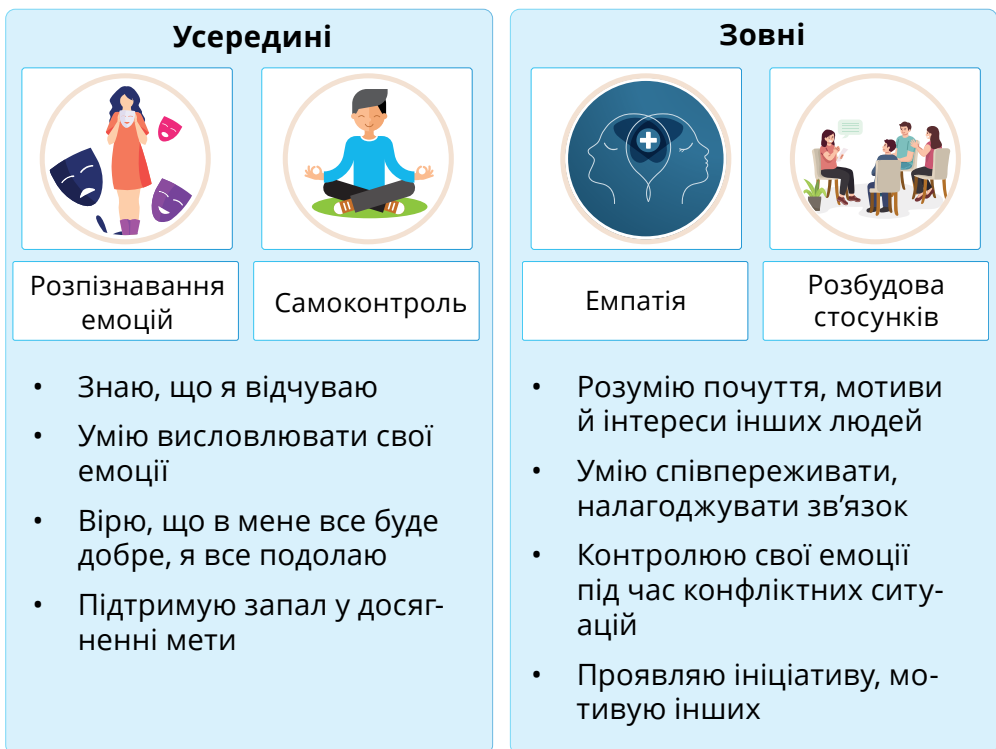 Усередині
Розпізнавання
емоцій
Самоконтроль
• Знаю, що я відчуваю
• Умію висловлювати свої
емоції
• Вірю, що в мене все буде
добре, я все подолаю
• Підтримую запал у досяг-
ненні мети
Зовні
Емпатія
Розбудова
стосунків
• Розумію почуття, мотиви
й інтереси інших людей
• Умію співпереживати,
налагоджувати зв’язок
• Контролюю свої емоції
під час конфліктних ситу-
ацій
• Проявляю ініціативу, мо-
тивую інших